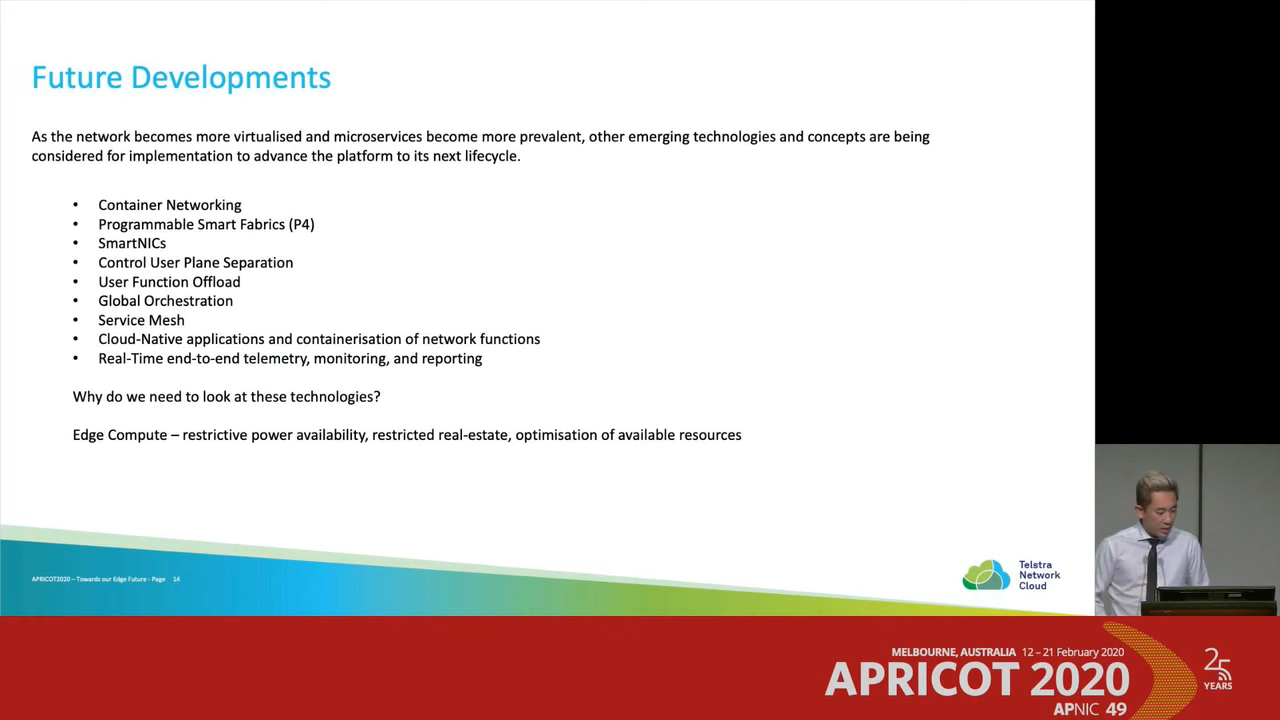 Future Developments
As the network becomes more virtualised and microservices become more prevalent, other emerging technologies and concepts are being
considered for implementation to advance the platform to its next lifecycle.
• Container Networking
• Programmable Smart Fabrics (P4)
• SmartNICs
• Control User Plane Separation
• User Function Offload
• Global Orchestration
• Service Mesh
• Cloud-Native applications and containerisation of network functions
• Real-Time end-to-end telemetry, monitoring, and reporting
Why do we need to look at these technologies?
Edge Compute – restrictive power availability, restricted real-estate, optimisation of available resources
APRICOT2020 – Towards our Edge Future - Page 14
Telstra
Network
Cloud
MELBOURNE, AUSTRALIA 12 – 21 February 2020
APRICOT 2020
APNIC 49
25
YEARS